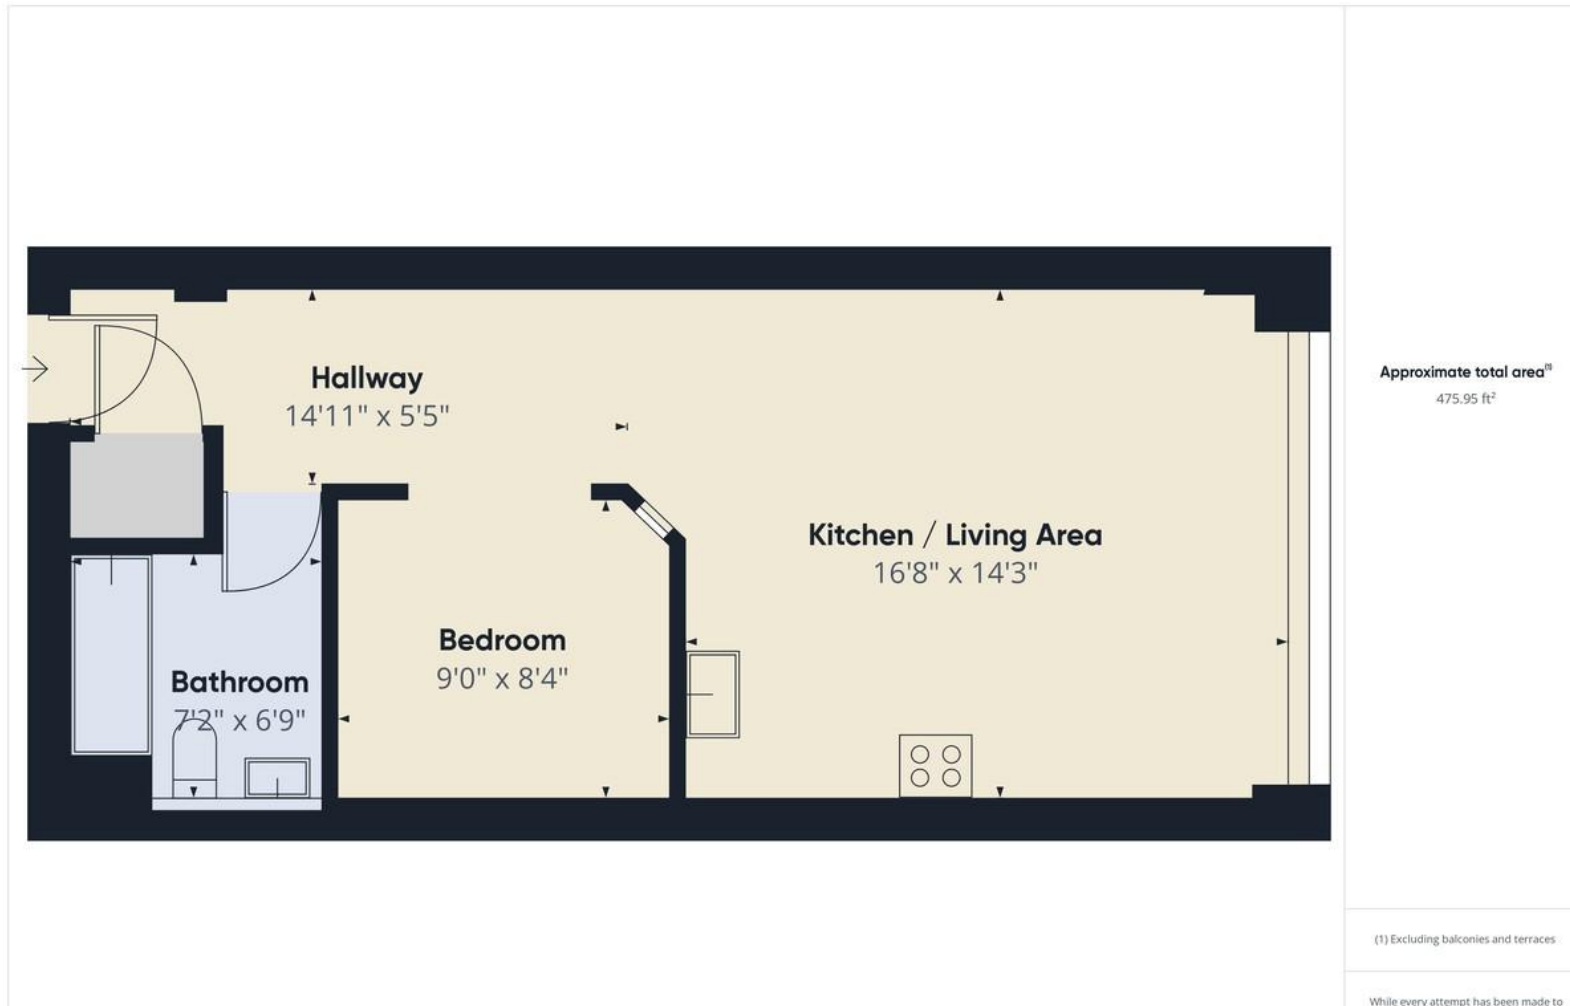 Hallway
14'11" x 5'5"
Kitchen / Living Area
16'8" x 14'3"
Bedroom
9'0" x 8'4"
Bathroom
7'2" x 6'9"
Approximate total area⁽¹⁾
475.95 ft²
(1) Excluding balconies and terraces
While every attempt has been made to